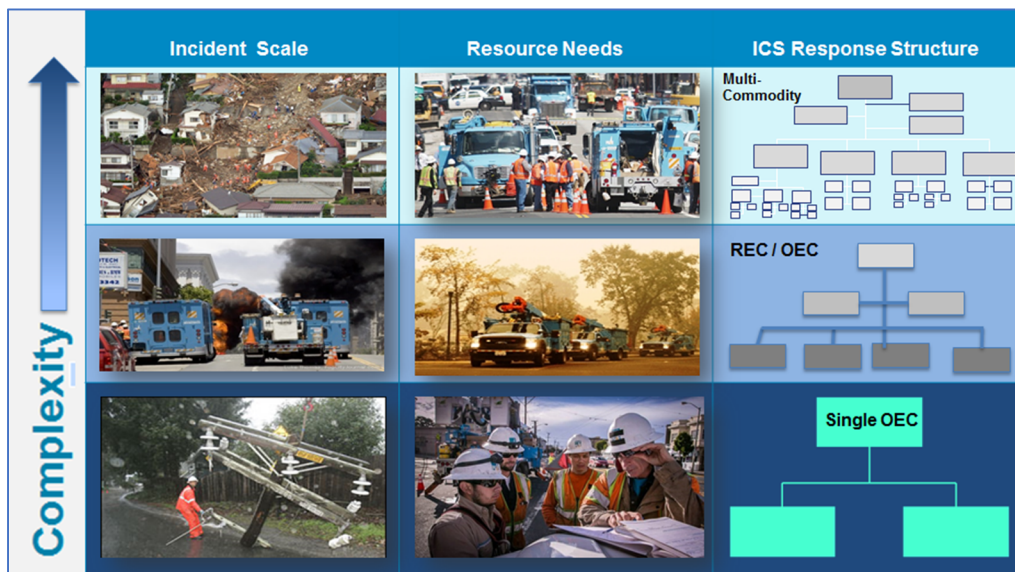 Incident Scale
Resource Needs
ICS Response Structure
Complexity
Multi-
Commodity
REC / OEC
Single OEC